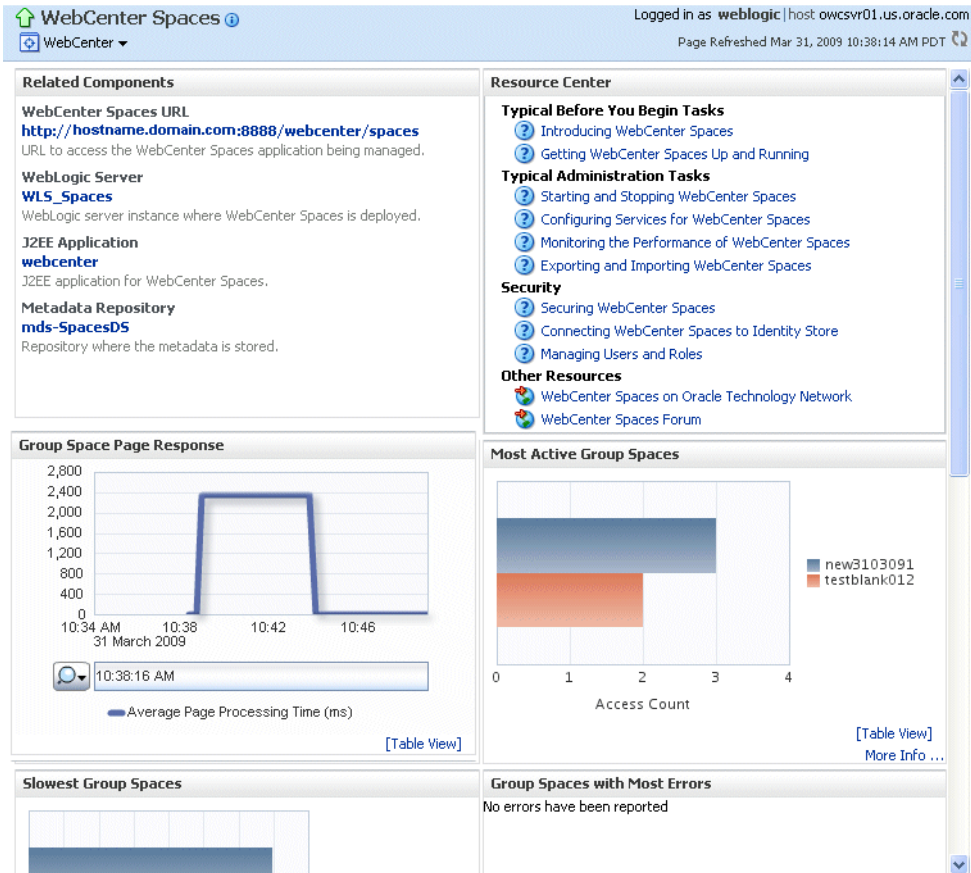 WebCenter Spaces
Logged in as weblogic|host owcsvr01.us.oracle.com
WebCenter
Page Refreshed Mar 31, 2009 10:38:14 AM PDT
Related Components
WebCenter Spaces URL
http://hostname.domain.com:8888/webcenter/spaces
URL to access the WebCenter Spaces application being managed.
WebLogic Server
WLS_Spaces
WebLogic server instance where WebCenter Spaces is deployed.
J2EE Application
webcenter
J2EE application for WebCenter Spaces.
Metadata Repository
mds-SpacesDS
Repository where the metadata is stored.
Resource Center
Typical Before You Begin Tasks
Introducing WebCenter Spaces
Getting WebCenter Spaces Up and Running
Typical Administration Tasks
Starting and Stopping WebCenter Spaces
Configuring Services for WebCenter Spaces
Monitoring the Performance of WebCenter Spaces
Exporting and Importing WebCenter Spaces
Security
Securing WebCenter Spaces
Connecting WebCenter Spaces to Identity Store
Managing Users and Roles
Other Resources
WebCenter Spaces on Oracle Technology Network
WebCenter Spaces Forum
Group Space Page Response
2,800
2,400
2,000
1,600
1,200
800
400
0
10:34 AM 10:38 10:42 10:46
31 March 2009
10:38:16 AM
Average Page Processing Time (ms)
[Table View]
Most Active Group Spaces
new3103091
testblank012
0 1 2 3 4
Access Count
[Table View]
More Info ...
Slowest Group Spaces
Group Spaces with Most Errors
No errors have been reported